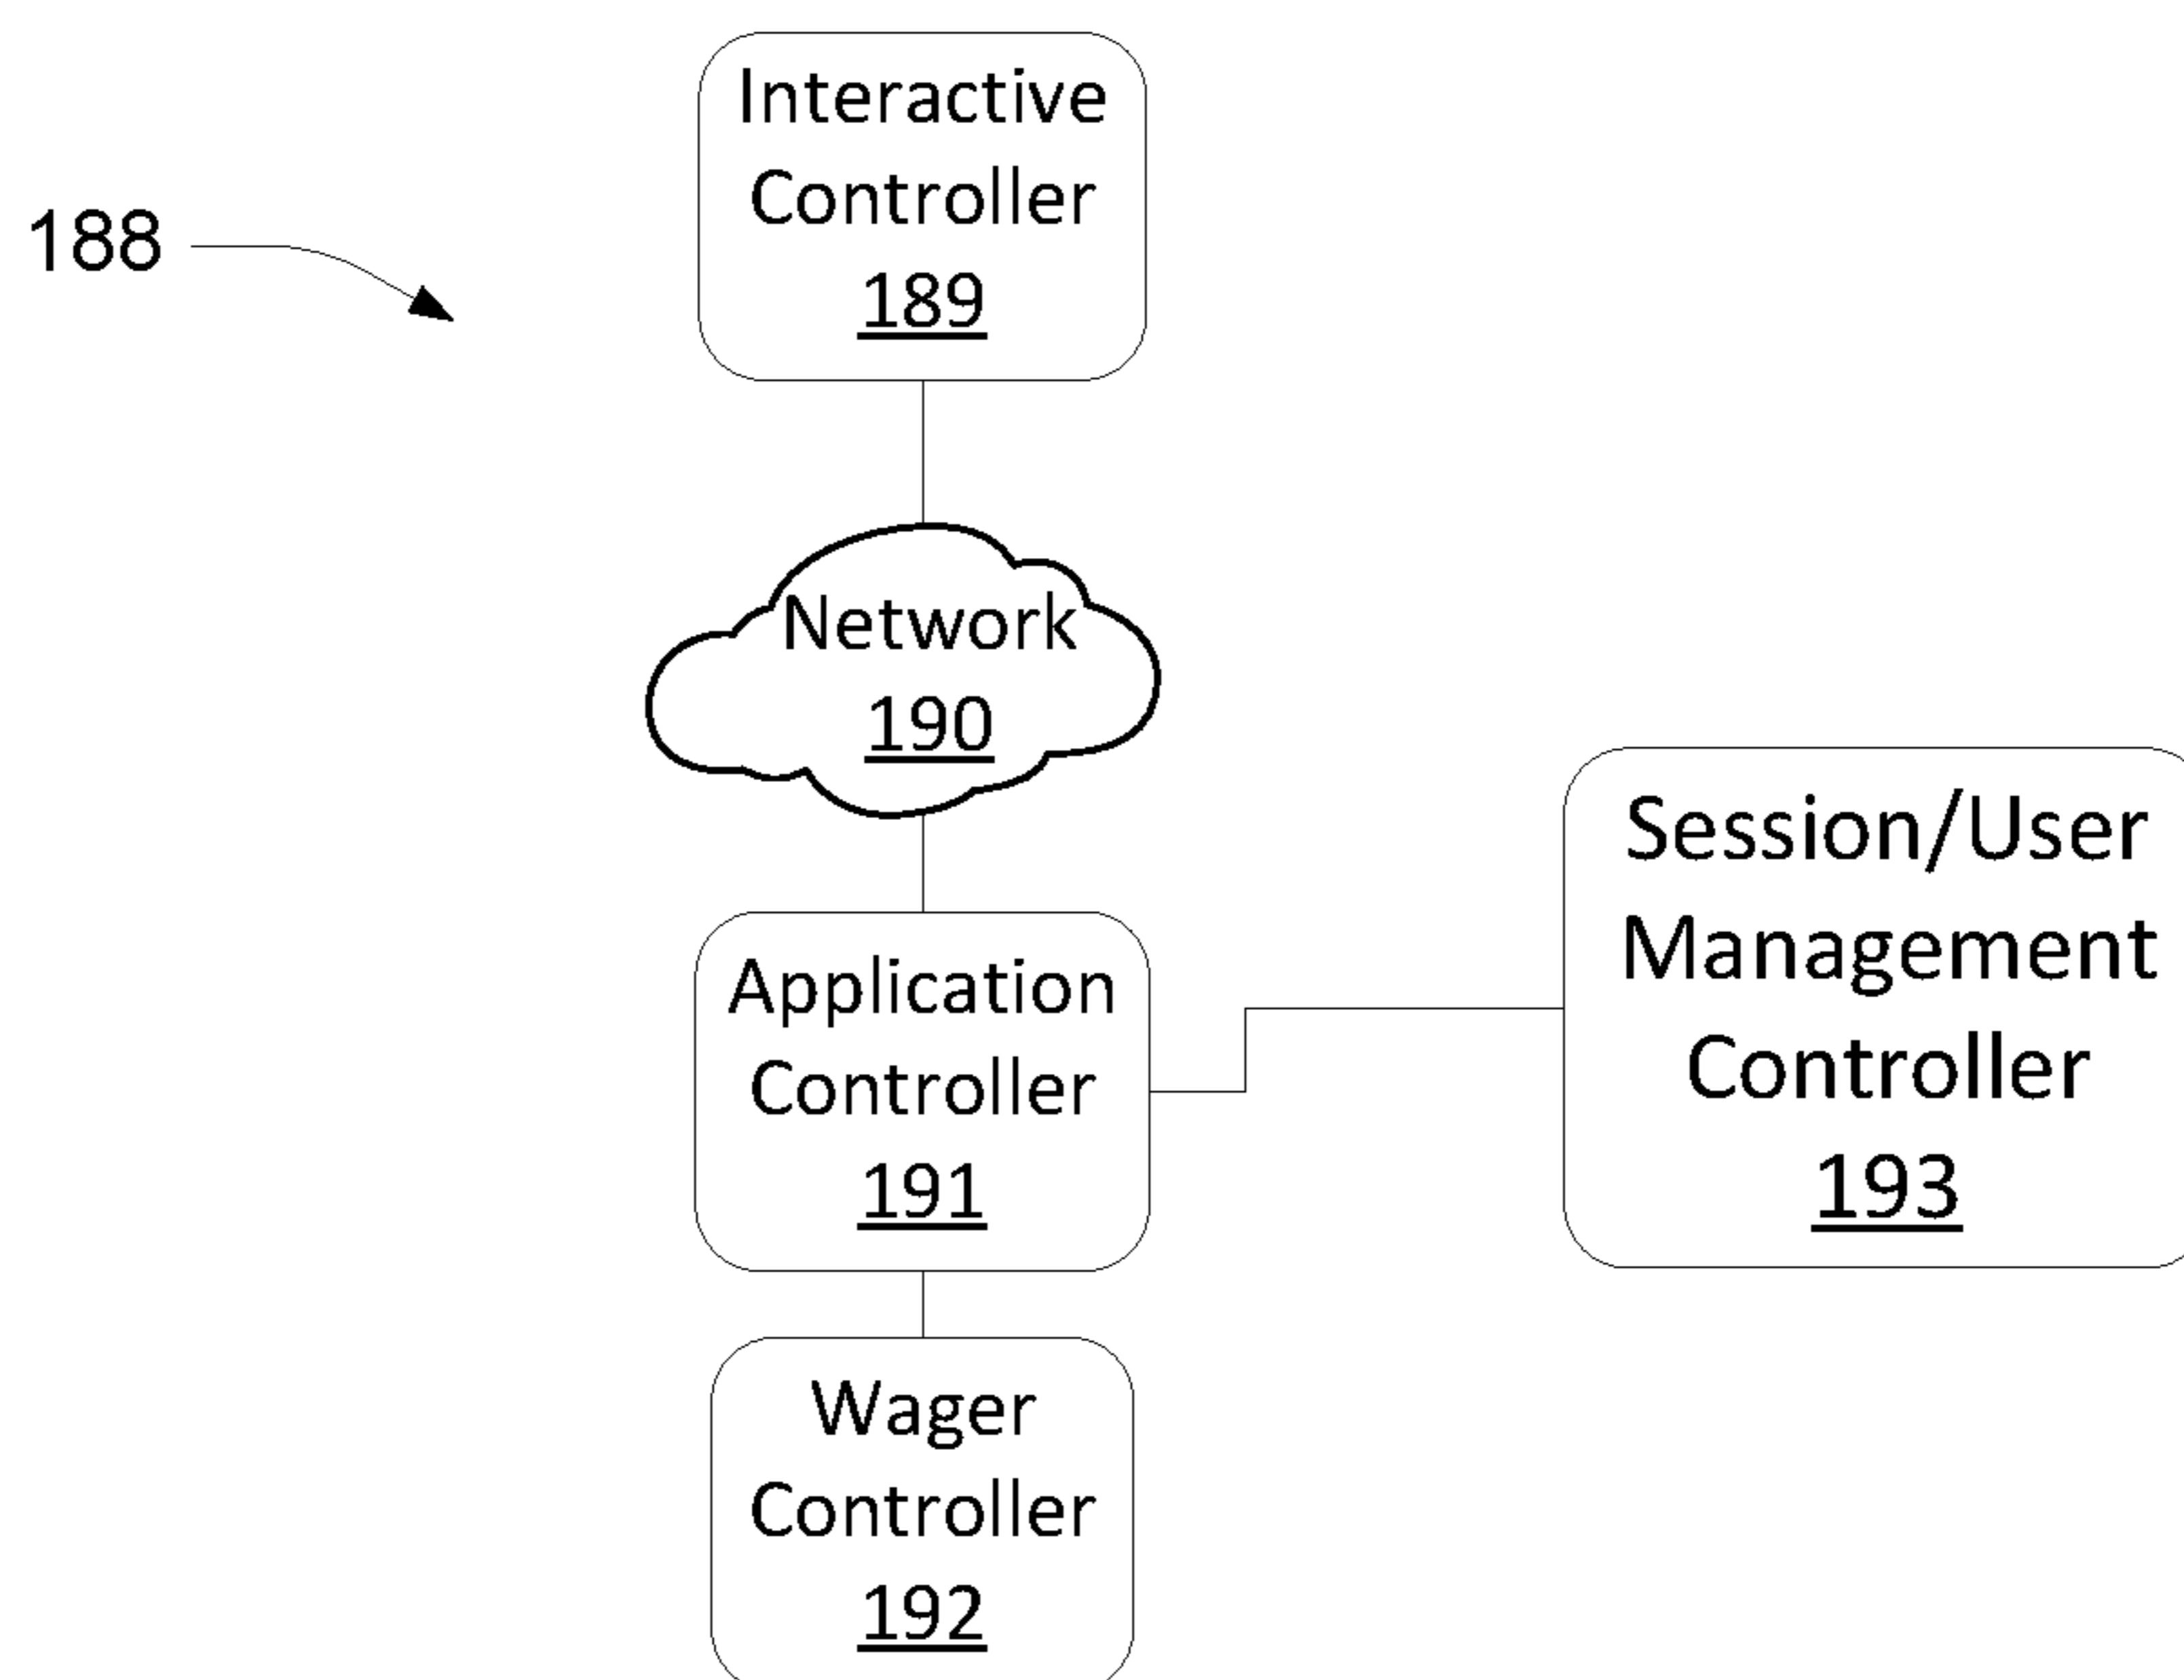 Interactive
Controller
189
188
Network
190
Application
Controller
191
Session/User
Management
Controller
193
Wager
Controller
192